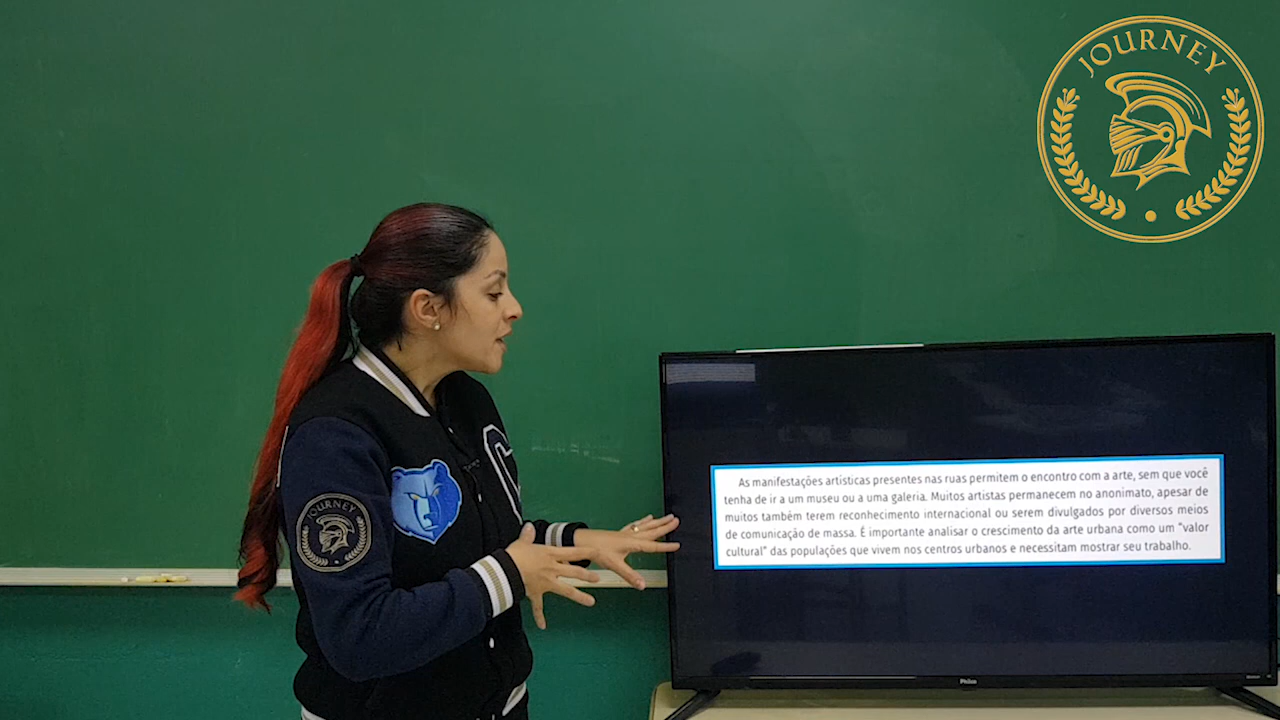 JOURNEY
As manifestações artísticas presentes nas ruas permitem o encontro com a arte, sem que você
tenha de ir a um museu ou a uma galeria. Muitos artistas permanecem no anonimato, apesar de
muitos também terem reconhecimento internacional ou serem divulgados por diversos meios
de comunicação de massa. É importante analisar o crescimento da arte urbana como um "valor
cultural" das populações que vivem nos centros urbanos e necessitam mostrar seu trabalho.
JOURNEY
Philco